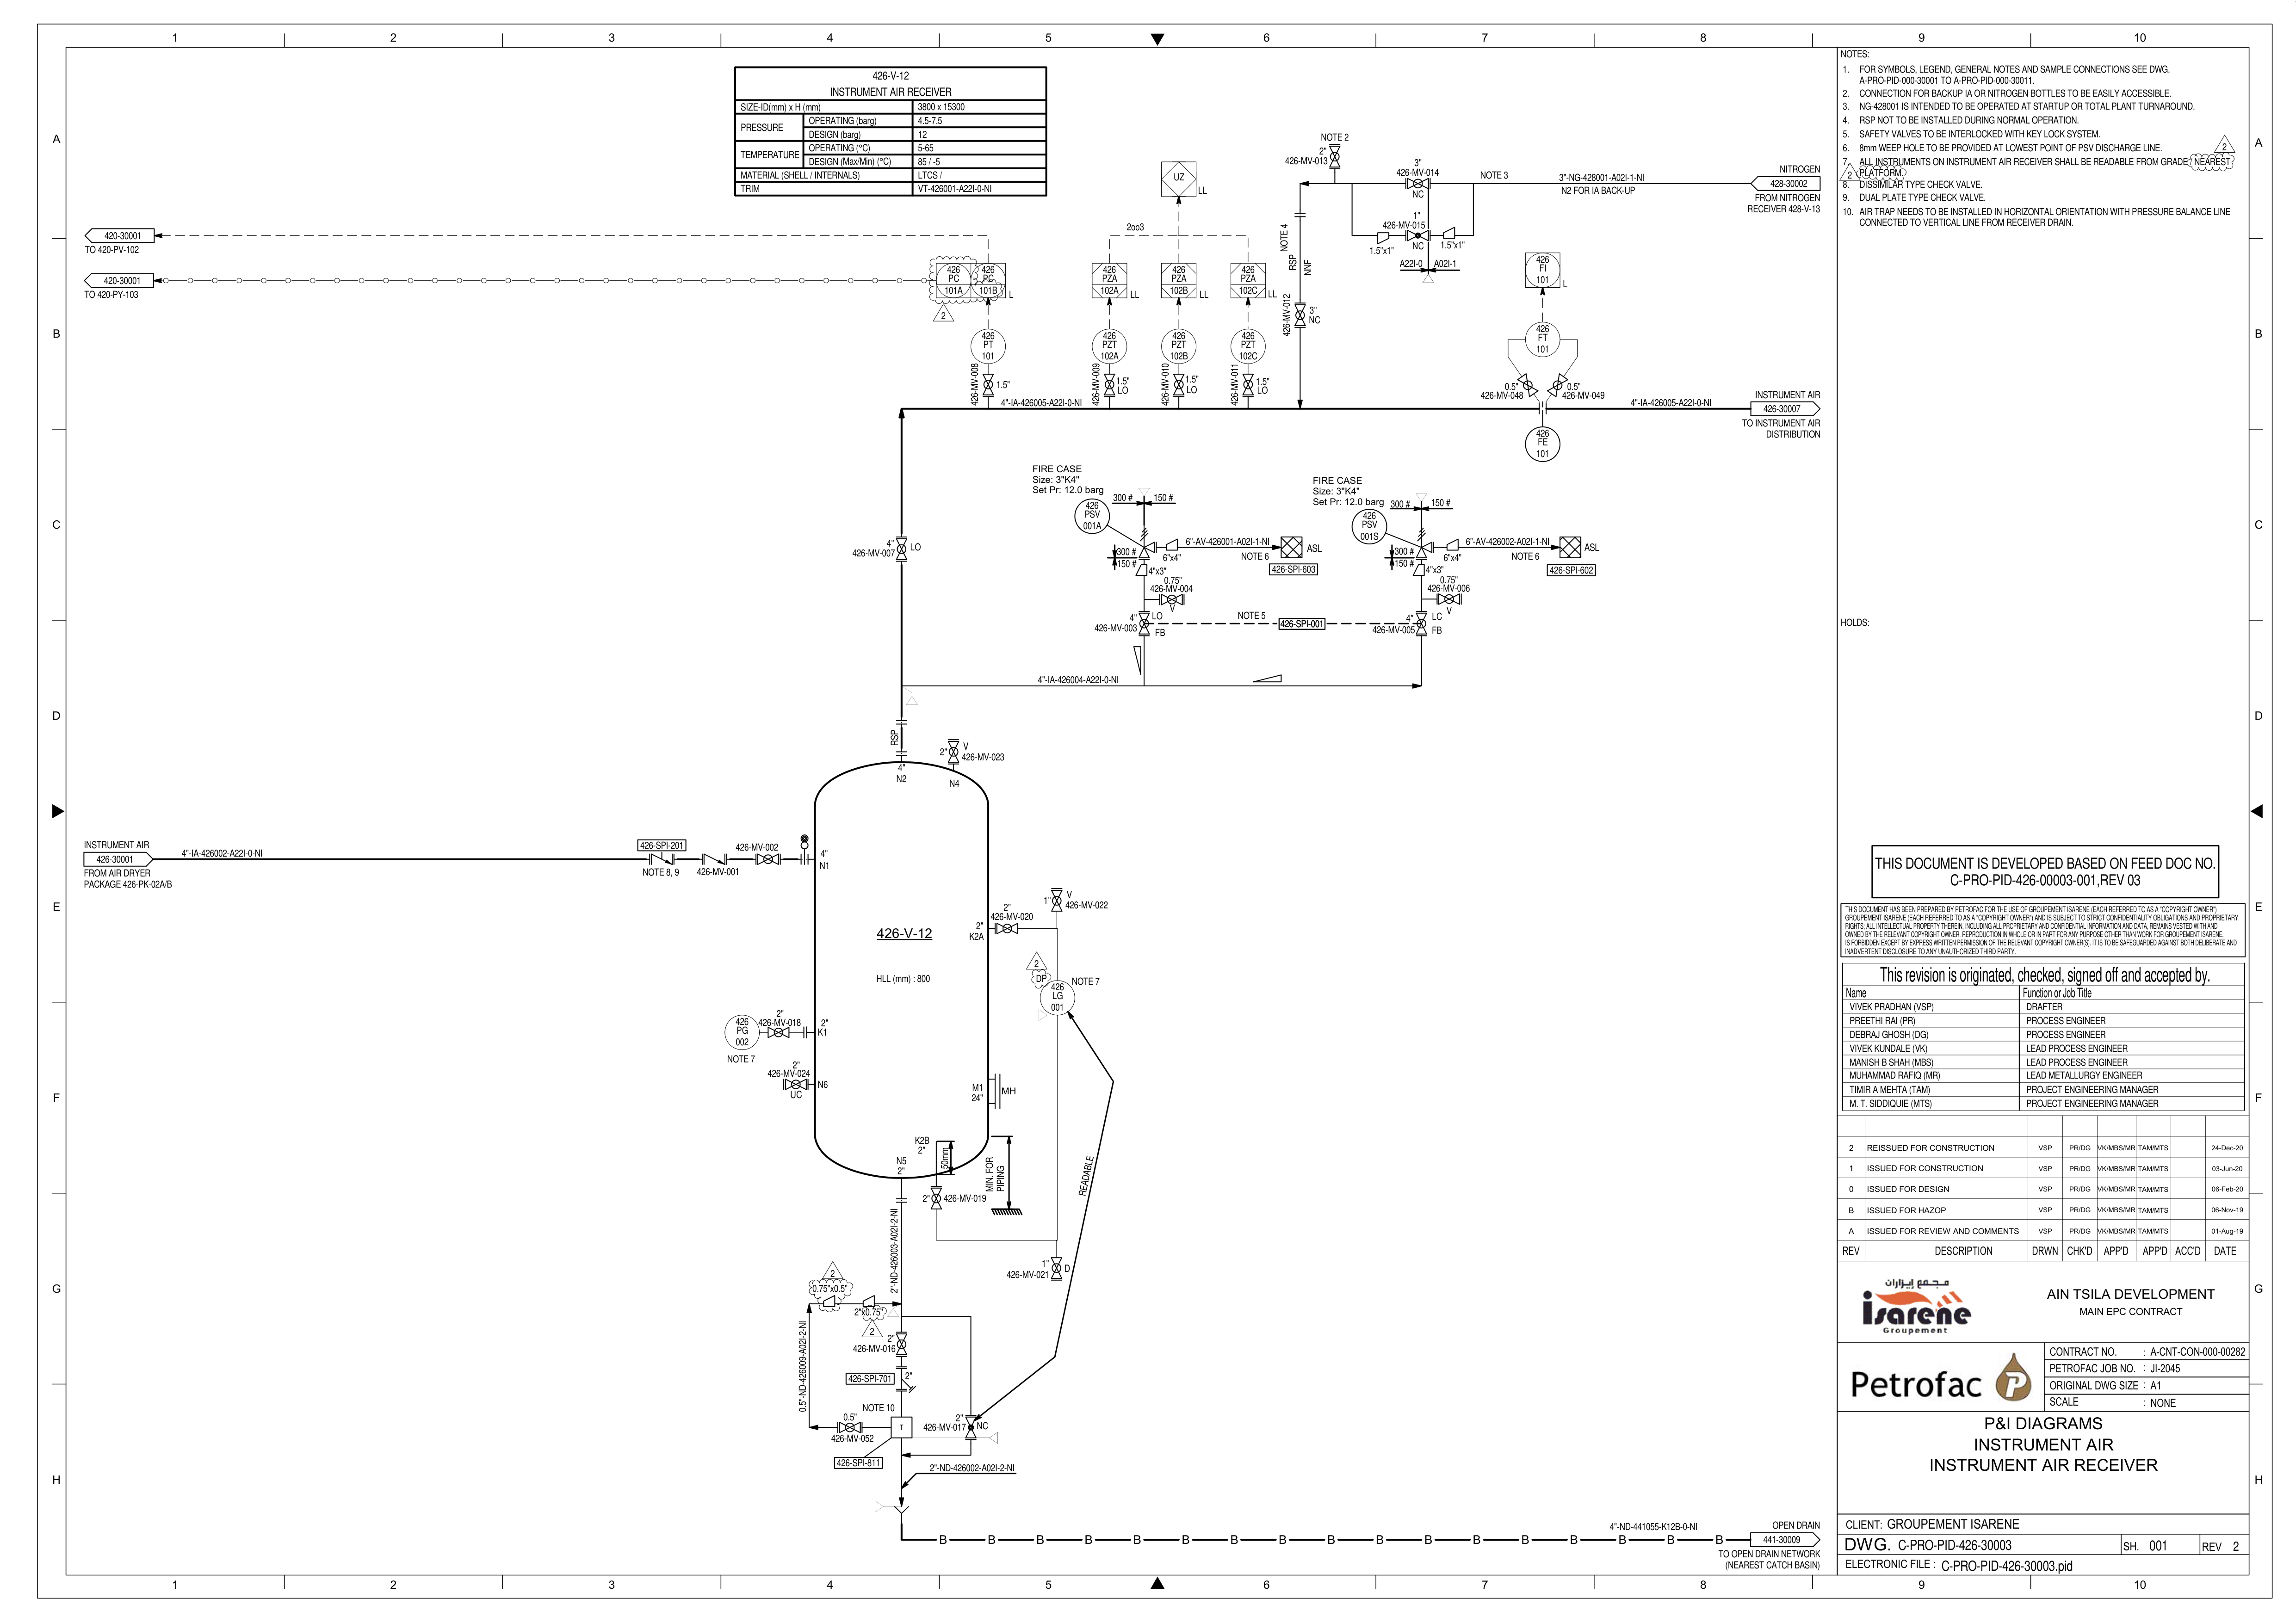 1 2 3 4 5 6 7 8 9 10
A
B
C
D
E
F
G
H
426-V-12
INSTRUMENT AIR RECEIVER
SIZE-ID(mm) x H (mm) 3800 x 15300
PRESSURE OPERATING (barg) 4.5-7.5
DESIGN (barg) 12
TEMPERATURE OPERATING (°C) 5-65
DESIGN (Max/Min) (°C) 85 / -5
MATERIAL (SHELL / INTERNALS) LTCS /
TRIM VT-426001-A22I-0-NI
420-30001
TO 420-PV-102
420-30001
TO 420-PY-103
426 PC 101A
426 PC 101B
L
2
426 PT 101
426-MV-008
1.5"
2oo3
UZ
LL
426 PZA 102A
LL
426 PZA 102B
LL
426 PZA 102C
LL
426 PZT 102A
426 PZT 102B
426 PZT 102C
426-MV-009
1.5"
LO
426-MV-010
1.5"
LO
426-MV-011
1.5"
LO
NOTE 2
2"
426-MV-013
3"
426-MV-014
NC
NOTE 3
3"-NG-428001-A02I-1-NI
N2 FOR IA BACK-UP
NITROGEN
428-30002
FROM NITROGEN
RECEIVER 428-V-13
1"
426-MV-015
NC
1.5"x1"
1.5"x1"
A22I-0 A02I-1
NOTE 4
RSP
NNF
426-MV-012
3"
NC
426 FI 101
L
426 FT 101
0.5"
426-MV-048
0.5"
426-MV-049
426 FE 101
4"-IA-426005-A22I-0-NI
4"-IA-426005-A22I-0-NI
INSTRUMENT AIR
426-30007
TO INSTRUMENT AIR
DISTRIBUTION
FIRE CASE
Size: 3"K4"
Set Pr: 12.0 barg
300 # 150 #
426 PSV 001A
300 #
150 #
4"x3"
6"x4"
6"-AV-426001-A02I-1-NI
NOTE 6
ASL
426-SPI-603
0.75"
426-MV-004
V
4"
LO
426-MV-003
FB
NOTE 5
426-SPI-001
FIRE CASE
Size: 3"K4"
Set Pr: 12.0 barg
300 # 150 #
426 PSV 001S
300 #
150 #
4"x3"
6"x4"
6"-AV-426002-A02I-1-NI
NOTE 6
ASL
426-SPI-602
0.75"
426-MV-006
V
4"
LC
426-MV-005
FB
4"
426-MV-007
LO
4"-IA-426004-A22I-0-NI
RSP
4"
N2
2"
V
426-MV-023
N4
INSTRUMENT AIR
426-30001
FROM AIR DRYER
PACKAGE 426-PK-02A/B
4"-IA-426002-A22I-0-NI
426-SPI-201
NOTE 8, 9
426-MV-001
426-MV-002
4"
N1
426-V-12
HLL (mm) : 800
2"
K2A
2"
426-MV-020
1"
V
426-MV-022
2
DP
426 LG 001
NOTE 7
426 PG 002
NOTE 7
2"
426-MV-018
2"
K1
2"
426-MV-024
UC
N6
M1
24"
MH
K2B
2"
50mm
N5
2"
MIN. FOR
PIPING
READABLE
2"
426-MV-019
1"
426-MV-021
D
2"-ND-426003-A02I-2-NI
2
0.75"x0.5"
2"x0.75"
2
0.5"-ND-426009-A02I-2-NI
2"
426-MV-016
426-SPI-701
2"
NOTE 10
0.5"
426-MV-052
T
2"
426-MV-017
NC
426-SPI-811
2"-ND-426002-A02I-2-NI
B B B B B B B B B B B B B B B B B
4"-ND-441055-K12B-0-NI
OPEN DRAIN
441-30009
TO OPEN DRAIN NETWORK
(NEAREST CATCH BASIN)
NOTES:
1. FOR SYMBOLS, LEGEND, GENERAL NOTES AND SAMPLE CONNECTIONS SEE DWG.
A-PRO-PID-000-30001 TO A-PRO-PID-000-30011.
2. CONNECTION FOR BACKUP IA OR NITROGEN BOTTLES TO BE EASILY ACCESSIBLE.
3. NG-428001 IS INTENDED TO BE OPERATED AT STARTUP OR TOTAL PLANT TURNAROUND.
4. RSP NOT TO BE INSTALLED DURING NORMAL OPERATION.
5. SAFETY VALVES TO BE INTERLOCKED WITH KEY LOCK SYSTEM.
6. 8mm WEEP HOLE TO BE PROVIDED AT LOWEST POINT OF PSV DISCHARGE LINE.
2
7. ALL INSTRUMENTS ON INSTRUMENT AIR RECEIVER SHALL BE READABLE FROM GRADE/ NEAREST
2 PLATFORM.
8. DISSIMILAR TYPE CHECK VALVE.
9. DUAL PLATE TYPE CHECK VALVE.
10. AIR TRAP NEEDS TO BE INSTALLED IN HORIZONTAL ORIENTATION WITH PRESSURE BALANCE LINE
CONNECTED TO VERTICAL LINE FROM RECEIVER DRAIN.
HOLDS:
THIS DOCUMENT IS DEVELOPED BASED ON FEED DOC NO.
C-PRO-PID-426-00003-001,REV 03
THIS DOCUMENT HAS BEEN PREPARED BY PETROFAC FOR THE USE OF GROUPEMENT ISARENE (EACH REFERRED TO AS A "COPYRIGHT OWNER")
GROUPEMENT ISARENE (EACH REFERRED TO AS A "COPYRIGHT OWNER") AND IS SUBJECT TO STRICT CONFIDENTIALITY OBLIGATIONS AND PROPRIETARY
RIGHTS; ALL INTELLECTUAL PROPERTY THEREIN, INCLUDING ALL PROPRIETARY AND CONFIDENTIAL INFORMATION AND DATA, REMAINS VESTED WITH AND
OWNED BY THE RELEVANT COPYRIGHT OWNER. REPRODUCTION IN WHOLE OR IN PART FOR ANY PURPOSE OTHER THAN WORK FOR GROUPEMENT ISARENE,
IS FORBIDDEN EXCEPT BY EXPRESS WRITTEN PERMISSION OF THE RELEVANT COPYRIGHT OWNER(S). IT IS TO BE SAFEGUARDED AGAINST BOTH DELIBERATE AND
INADVERTENT DISCLOSURE TO ANY UNAUTHORIZED THIRD PARTY.
This revision is originated, checked, signed off and accepted by.
Name Function or Job Title
VIVEK PRADHAN (VSP) DRAFTER
PREETHI RAI (PR) PROCESS ENGINEER
DEBRAJ GHOSH (DG) PROCESS ENGINEER
VIVEK KUNDALE (VK) LEAD PROCESS ENGINEER
MANISH B SHAH (MBS) LEAD PROCESS ENGINEER
MUHAMMAD RAFIQ (MR) LEAD METALLURGY ENGINEER
TIMIR A MEHTA (TAM) PROJECT ENGINEERING MANAGER
M. T. SIDDIQUIE (MTS) PROJECT ENGINEERING MANAGER
2 REISSUED FOR CONSTRUCTION VSP PR/DG VK/MBS/MR TAM/MTS 24-Dec-20
1 ISSUED FOR CONSTRUCTION VSP PR/DG VK/MBS/MR TAM/MTS 03-Jun-20
0 ISSUED FOR DESIGN VSP PR/DG VK/MBS/MR TAM/MTS 06-Feb-20
B ISSUED FOR HAZOP VSP PR/DG VK/MBS/MR TAM/MTS 06-Nov-19
A ISSUED FOR REVIEW AND COMMENTS VSP PR/DG VK/MBS/MR TAM/MTS 01-Aug-19
REV DESCRIPTION DRWN CHK'D APP'D APP'D ACC'D DATE
مجمع إيزاران
isarene
Groupement
AIN TSILA DEVELOPMENT
MAIN EPC CONTRACT
Petrofac
CONTRACT NO. : A-CNT-CON-000-00282
PETROFAC JOB NO. : JI-2045
ORIGINAL DWG SIZE : A1
SCALE : NONE
P&I DIAGRAMS
INSTRUMENT AIR
INSTRUMENT AIR RECEIVER
CLIENT: GROUPEMENT ISARENE
DWG. C-PRO-PID-426-30003 SH. 001 REV 2
ELECTRONIC FILE : C-PRO-PID-426-30003.pid
A
B
C
D
E
F
G
H
1 2 3 4 5 6 7 8 9 10